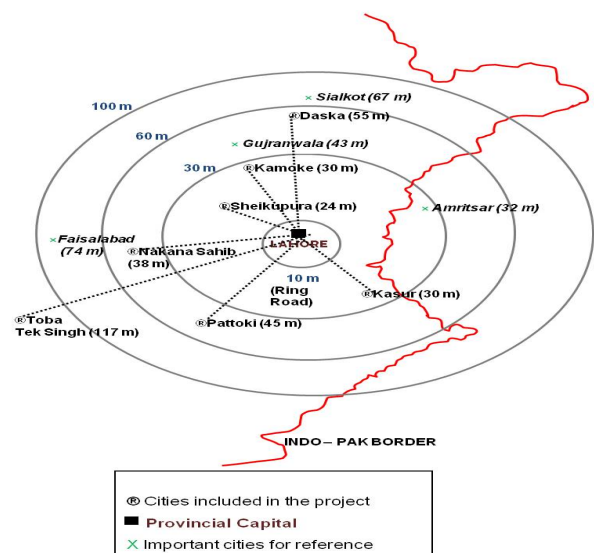 Sialkot (67 m)
100 m
Daska (55 m)
60 m
Gujranwala (43 m)
30 m
Kamoke (30 m)
Sheikupura (24 m)
Amritsar (32 m)
LAHORE
Faisalabad
(74 m)
Nakana Sahib
(38 m)
10 m
(Ring
Road)
Kasur (30 m)
Toba
Tek Singh (117 m)
Pattoki (45 m)
INDO – PAK BORDER
® Cities included in the project
Provincial Capital
x Important cities for reference